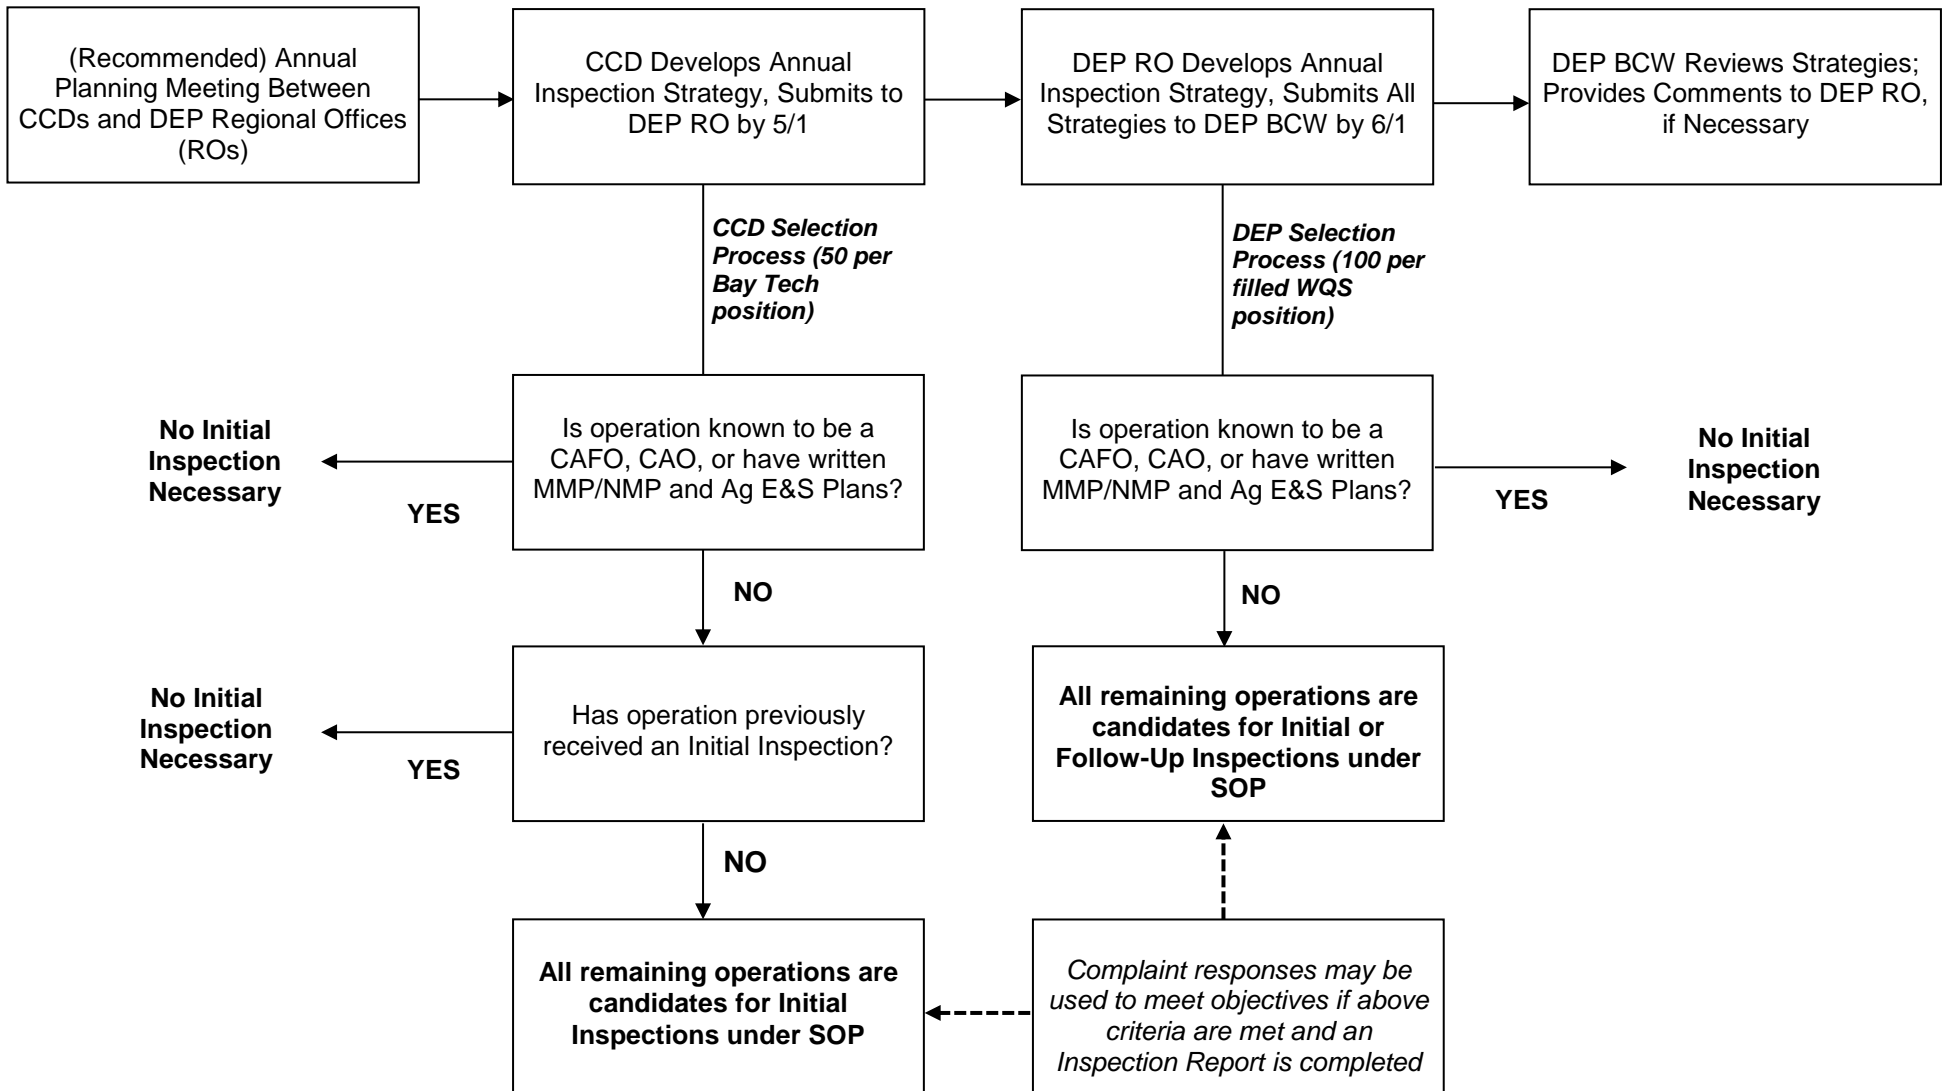 (Recommended) Annual
Planning Meeting Between
CCDs and DEP Regional Offices
(ROs)
CCD Develops Annual
Inspection Strategy, Submits to
DEP RO by 5/1
DEP RO Develops Annual
Inspection Strategy, Submits All
Strategies to DEP BCW by 6/1
DEP BCW Reviews Strategies;
Provides Comments to DEP RO,
if Necessary
CCD Selection
Process (50 per
Bay Tech
position)
DEP Selection
Process (100 per
filled WQS
position)
No Initial
Inspection
Necessary
YES
Is operation known to be a
CAFO, CAO, or have written
MMP/NMP and Ag E&S Plans?
Is operation known to be a
CAFO, CAO, or have written
MMP/NMP and Ag E&S Plans?
YES
No Initial
Inspection
Necessary
NO
NO
No Initial
Inspection
Necessary
YES
Has operation previously
received an Initial Inspection?
All remaining operations are
candidates for Initial or
Follow-Up Inspections under
SOP
NO
All remaining operations are
candidates for Initial
Inspections under SOP
Complaint responses may be
used to meet objectives if above
criteria are met and an
Inspection Report is completed